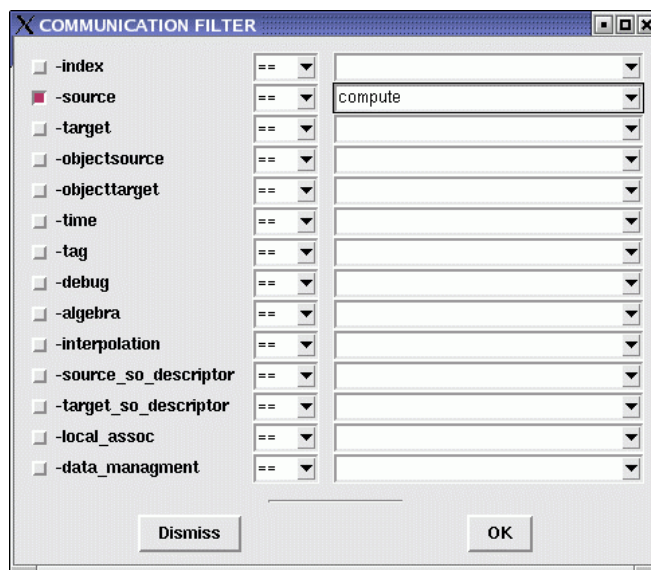 COMMUNICATION FILTER
-index ==
-source == compute
-target ==
-objectsource ==
-objecttarget ==
-time ==
-tag ==
-debug ==
-algebra ==
-interpolation ==
-source_so_descriptor ==
-target_so_descriptor ==
-local_assoc ==
-data_managment ==
Dismiss OK